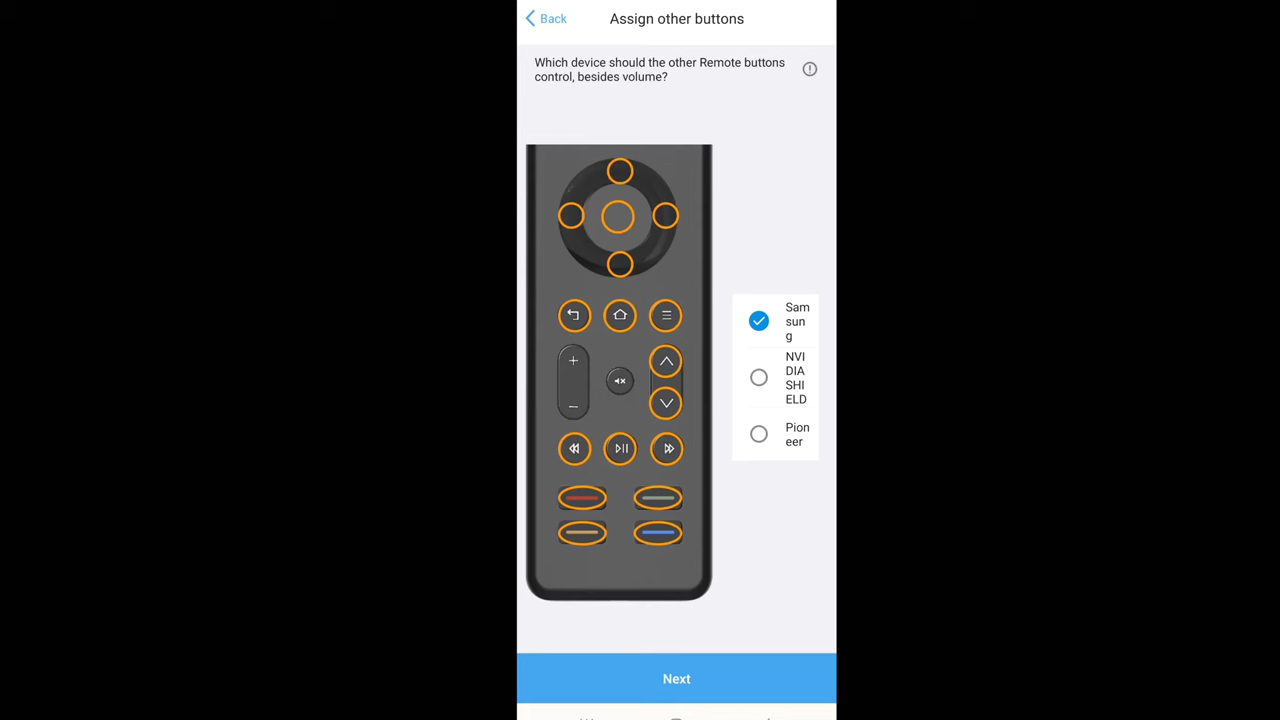 Back
Assign other buttons
Which device should the other Remote buttons
control, besides volume?
Sam
sun
g
NVI
DIA
SHI
ELD
Pion
eer
Next